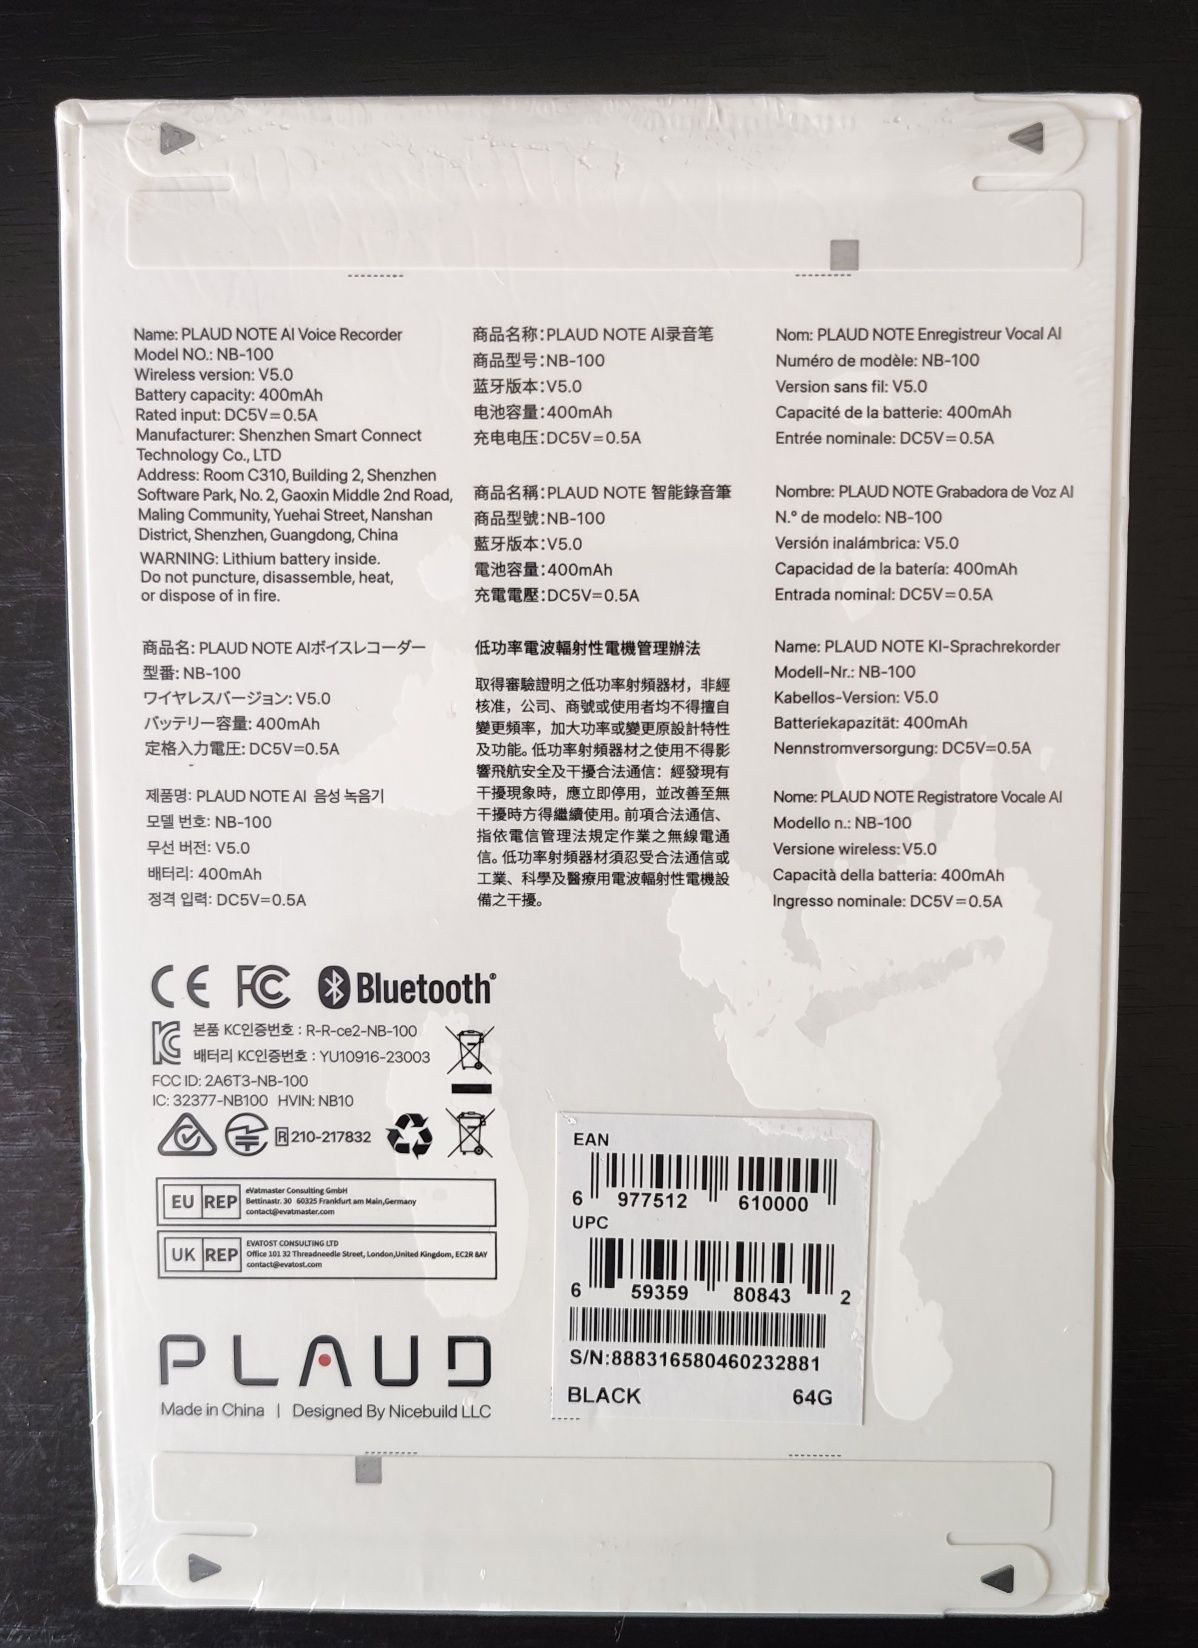 Name: PLAUD NOTE AI Voice Recorder
Model NO.: NB-100
Wireless version: V5.0
Battery capacity: 400mAh
Rated input: DC5V=0.5A
Manufacturer: Shenzhen Smart Connect
Technology Co., LTD
Address: Room C310, Building 2, Shenzhen
Software Park, No. 2, Gaoxin Middle 2nd Road,
Maling Community, Yuehai Street, Nanshan
District, Shenzhen, Guangdong, China
WARNING: Lithium battery inside.
Do not puncture, disassemble, heat,
or dispose of in fire.
商品名: PLAUD NOTE AIボイスレコーダー
型番: NB-100
ワイヤレスバージョン: V5.0
バッテリー容量: 400mAh
定格入力電圧: DC5V=0.5A
제품명: PLAUD NOTE AI 음성 녹음기
모델 번호: NB-100
무선 버전: V5.0
배터리: 400mAh
정격 입력: DC5V=0.5A
商品名称:PLAUD NOTE AI录音笔
商品型号:NB-100
蓝牙版本:V5.0
电池容量:400mAh
充电电压:DC5V=0.5A
商品名稱:PLAUD NOTE 智能錄音筆
商品型號:NB-100
藍牙版本:V5.0
電池容量:400mAh
充電電壓:DC5V=0.5A
低功率電波輻射性電機管理辦法
取得審驗證明之低功率射頻器材，非經
核准，公司、商號或使用者均不得擅自
變更頻率，加大功率或變更原設計特性
及功能。低功率射頻器材之使用不得影
響飛航安全及干擾合法通信：經發現有
干擾現象時，應立即停用，並改善至無
干擾時方得繼續使用。前項合法通信、
指依電信管理法規定作業之無線電通
信。低功率射頻器材須忍受合法通信或
工業、科學及醫療用電波輻射性電機設
備之干擾。
Nom: PLAUD NOTE Enregistreur Vocal AI
Numéro de modèle: NB-100
Version sans fil: V5.0
Capacité de la batterie: 400mAh
Entrée nominale: DC5V=0.5A
Nombre: PLAUD NOTE Grabadora de Voz AI
N.° de modelo: NB-100
Versión inalámbrica: V5.0
Capacidad de la batería: 400mAh
Entrada nominal: DC5V=0.5A
Name: PLAUD NOTE KI-Sprachrekorder
Modell-Nr.: NB-100
Kabellos-Version: V5.0
Batteriekapazität: 400mAh
Nennstromversorgung: DC5V=0.5A
Nome: PLAUD NOTE Registratore Vocale AI
Modello n.: NB-100
Versione wireless: V5.0
Capacità della batteria: 400mAh
Ingresso nominale: DC5V=0.5A
CE FC Bluetooth®
본품 KC인증번호 : R-R-ce2-NB-100
배터리 KC인증번호 : YU10916-23003
FCC ID: 2A6T3-NB-100
IC: 32377-NB100 HVIN: NB10
R 210-217832
EU REP
eVatmaster Consulting GmbH
Bettinastr. 30 60325 Frankfurt am Main,Germany
contact@evatmaster.com
UK REP
EVATOST CONSULTING LTD
Office 101 32 Threadneedle Street, London,United Kingdom, EC2R 8AY
contact@evatost.com
PLAUD
Made in China | Designed By Nicebuild LLC
EAN
6 977512 610000
UPC
6 59359 80843 2
S/N:888316580460232881
BLACK 64G